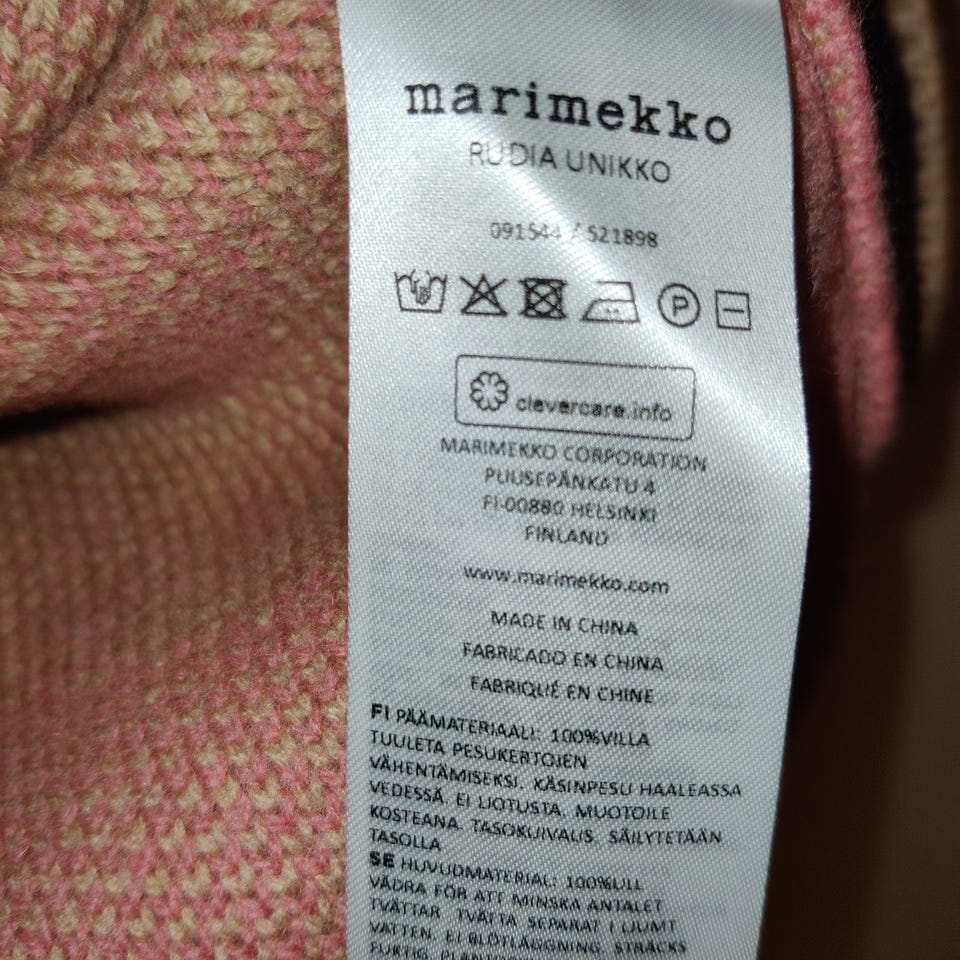 marimekko
RUDIA UNIKKO
091544 / 521898
P
clevercare.info
MARIMEKKO CORPORATION
PUUSEPÄNKATU 4
FI-00880 HELSINKI
FINLAND
www.marimekko.com
MADE IN CHINA
FABRICADO EN CHINA
FABRIQUÉ EN CHINE
FI PÄÄMATERIAALI: 100%VILLA
TUULETA PESUKERTOJEN
VÄHENTÄMISEKSI. KÄSINPESU HAALEASSA
VEDESSÄ. EI LIOTUSTA. MUOTOILE
KOSTEANA. TASOKUIVAUS. SÄILYTETÄÄN
TASOLLA
SE HUVUDMATERIAL: 100%ULL
VÄDRA FÖR ATT MINSKA ANTALET
TVÄTTAR. TVÄTTA SEPARAT I LJUMT
VATTEN. EJ BLÖTLÄGGNING. STRÄCKS
FUKTIG.